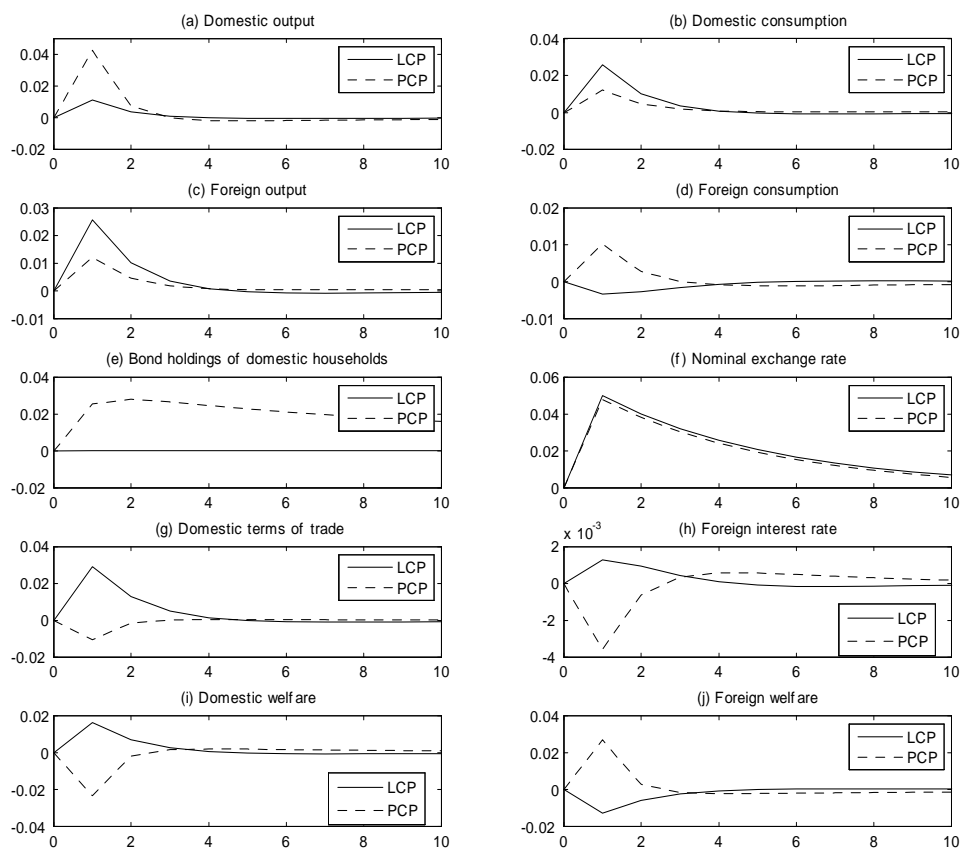 (a) Domestic output
0.04
0.02
0
-0.02
LCP
PCP
0 2 4 6 8 10
(b) Domestic consumption
0.04
0.02
0
-0.02
LCP
PCP
0 2 4 6 8 10
(c) Foreign output
0.03
0.02
0.01
0
-0.01
LCP
PCP
0 2 4 6 8 10
(d) Foreign consumption
0.02
0.01
0
-0.01
LCP
PCP
0 2 4 6 8 10
(e) Bond holdings of domestic households
0.04
0.02
0
-0.02
LCP
PCP
0 2 4 6 8 10
(f) Nominal exchange rate
0.06
0.04
0.02
0
LCP
PCP
0 2 4 6 8 10
(g) Domestic terms of trade
0.04
0.02
0
-0.02
LCP
PCP
0 2 4 6 8 10
(h) Foreign interest rate
x 10-3
2
0
-2
-4
LCP
PCP
0 2 4 6 8 10
(i) Domestic welfare
0.02
0
-0.02
-0.04
LCP
PCP
0 2 4 6 8 10
(j) Foreign welfare
0.04
0.02
0
-0.02
LCP
PCP
0 2 4 6 8 10